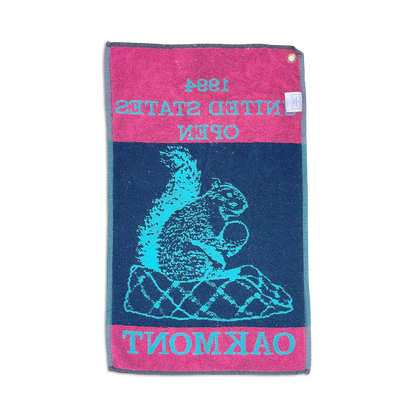 1994
UNITED STATES
OPEN
OAKMONT